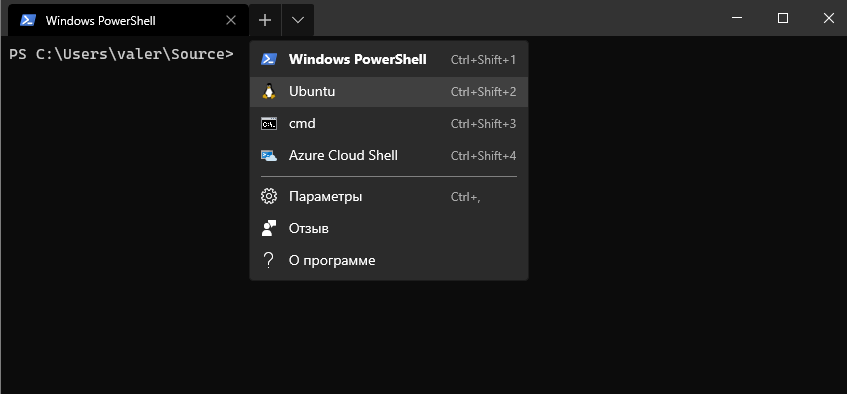 Windows PowerShell
PS C:\Users\valer\Source>
Windows PowerShell Ctrl+Shift+1
Ubuntu Ctrl+Shift+2
cmd Ctrl+Shift+3
Azure Cloud Shell Ctrl+Shift+4
Параметры Ctrl+,
Отзыв
О программе